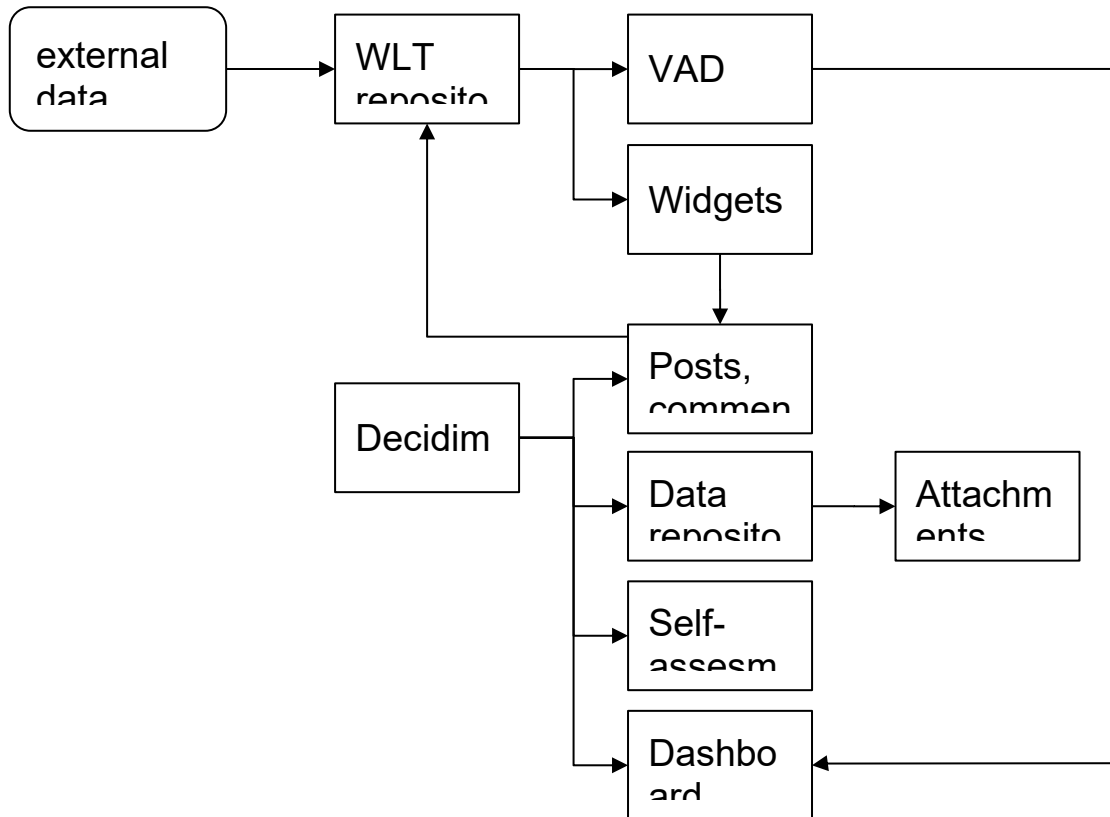 external
data
WLT
reposito
VAD
Widgets
Posts,
commen
Decidim
Data
reposito
Attachm
ents
Self-
assesm
Dashbo
ard